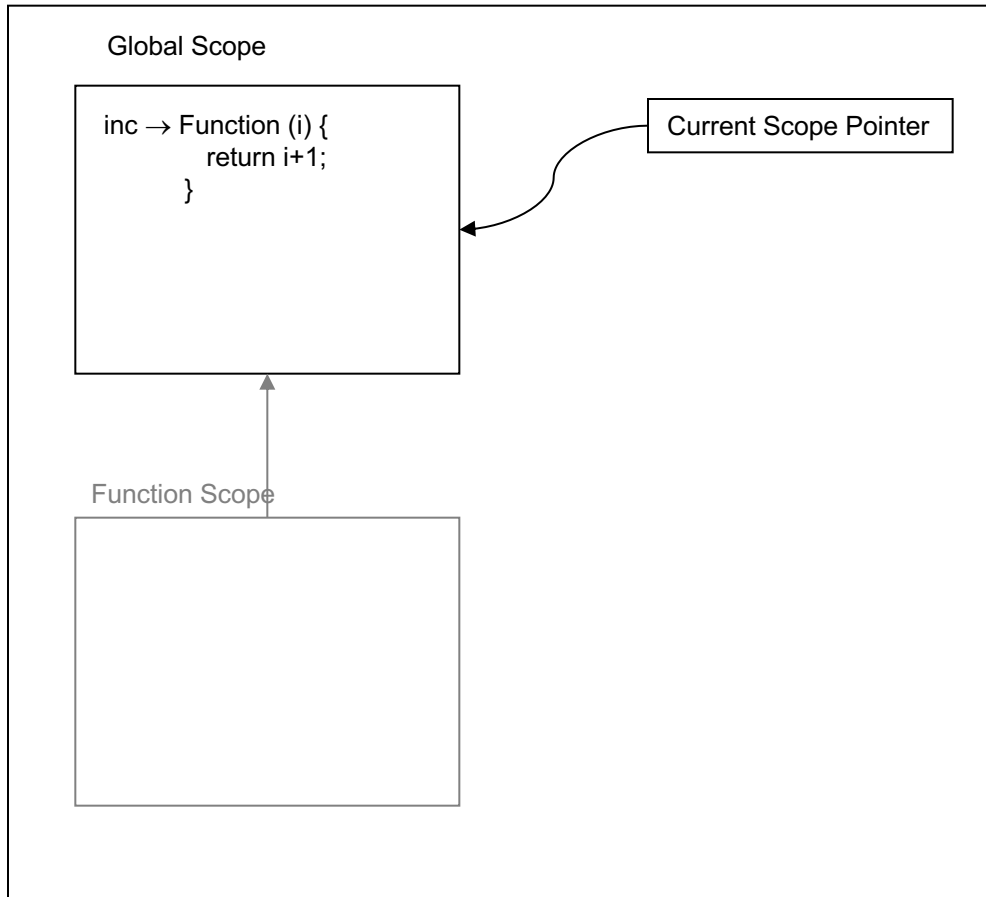 Global Scope
inc → Function (i) {
return i+1;
}
Current Scope Pointer
Function Scope